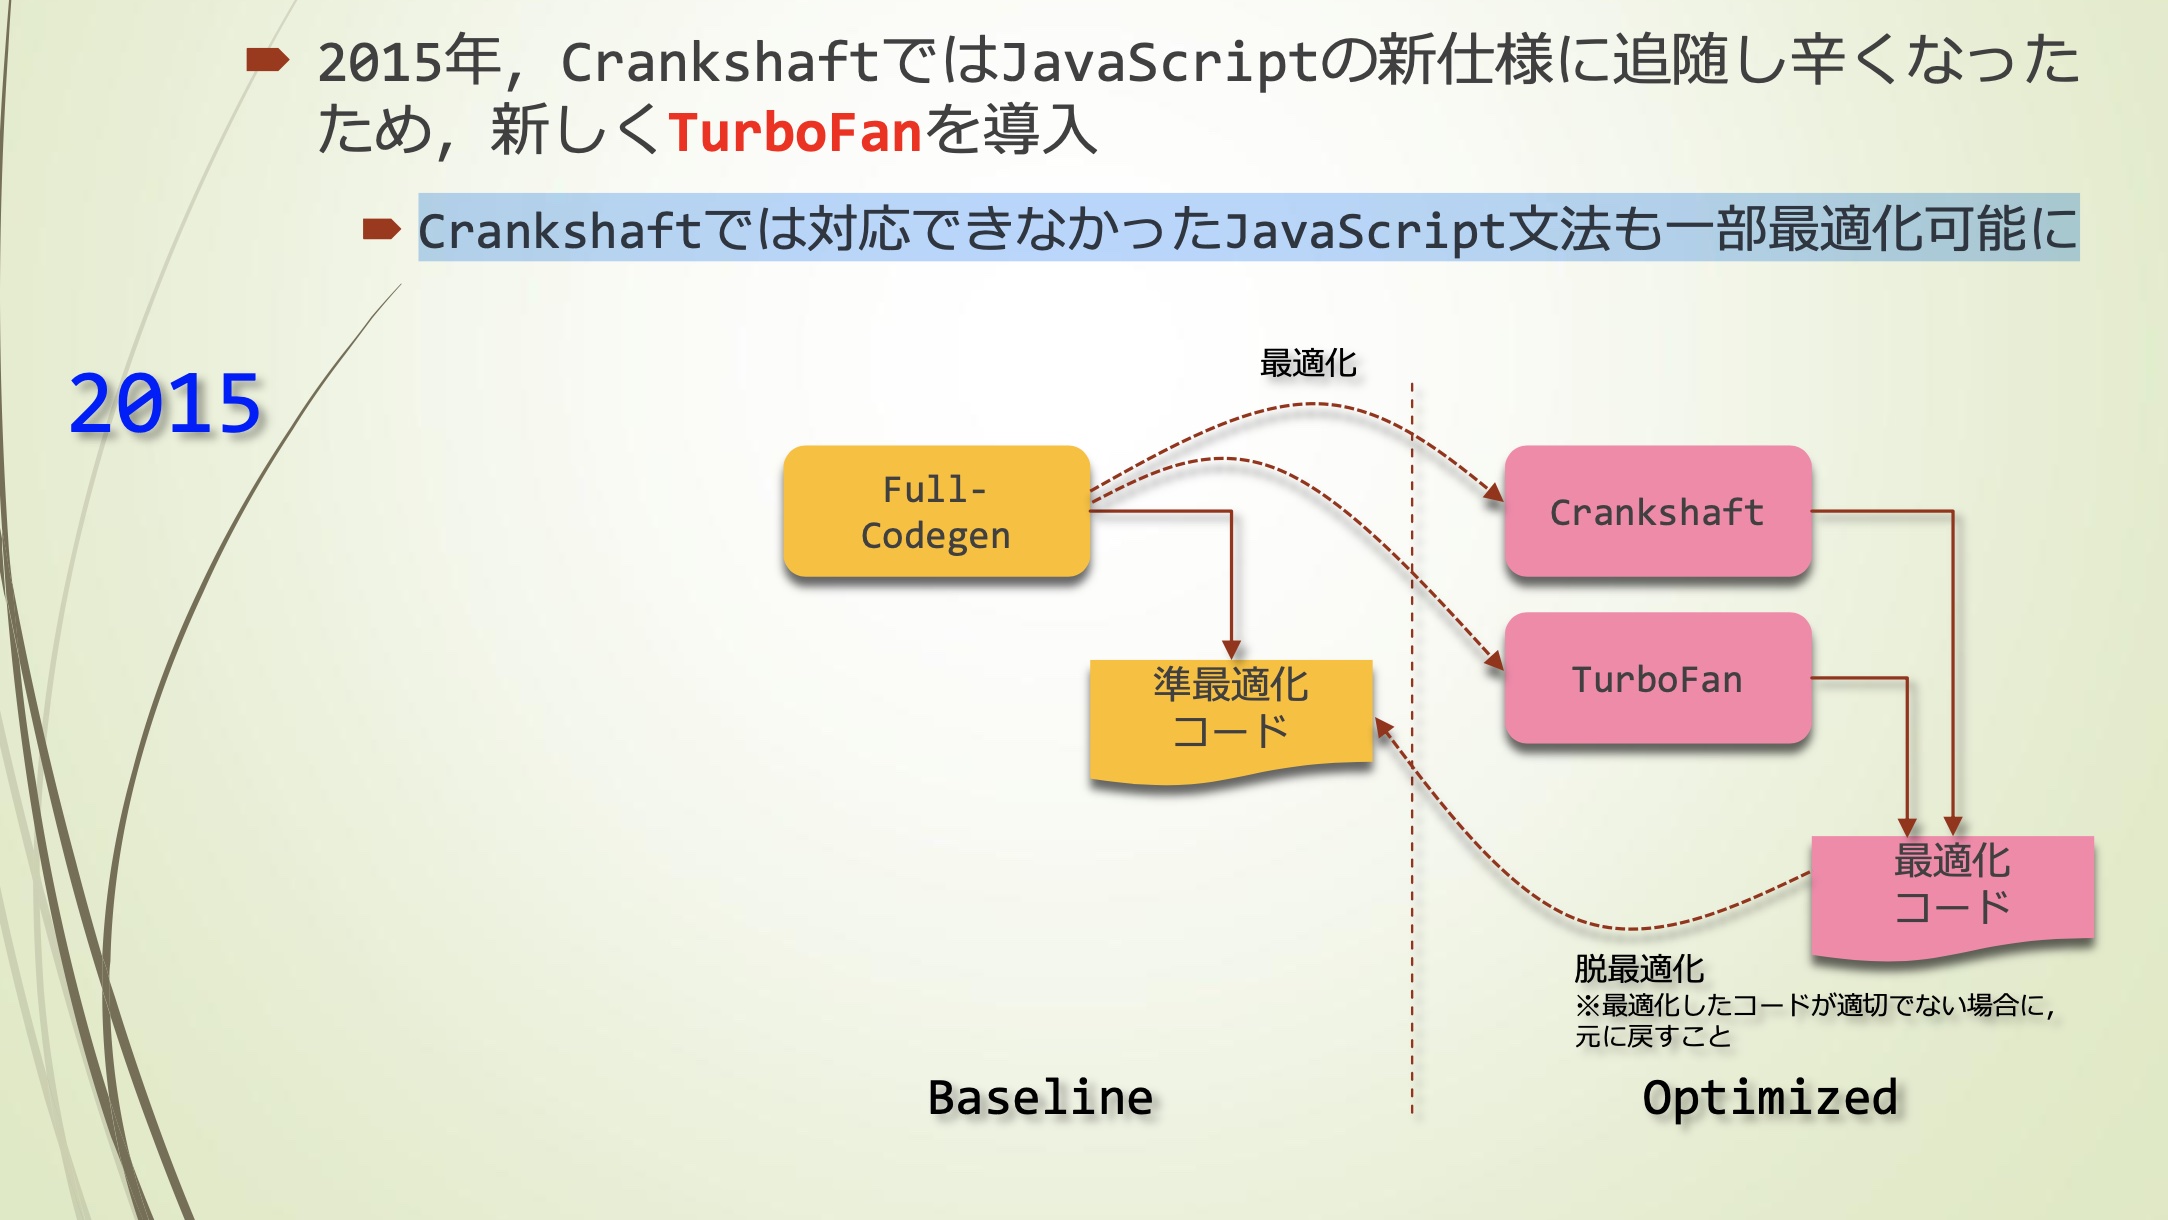 2015年, CrankshaftではJavaScriptの新仕様に追随し辛くなった
ため, 新しくTurboFanを導入
Crankshaftでは対応できなかったJavaScript文法も一部最適化可能に
2015
最適化
Full-
Codegen
Crankshaft
TurboFan
準最適化
コード
最適化
コード
脱最適化
※最適化したコードが適切でない場合に,
元に戻すこと
Baseline
Optimized